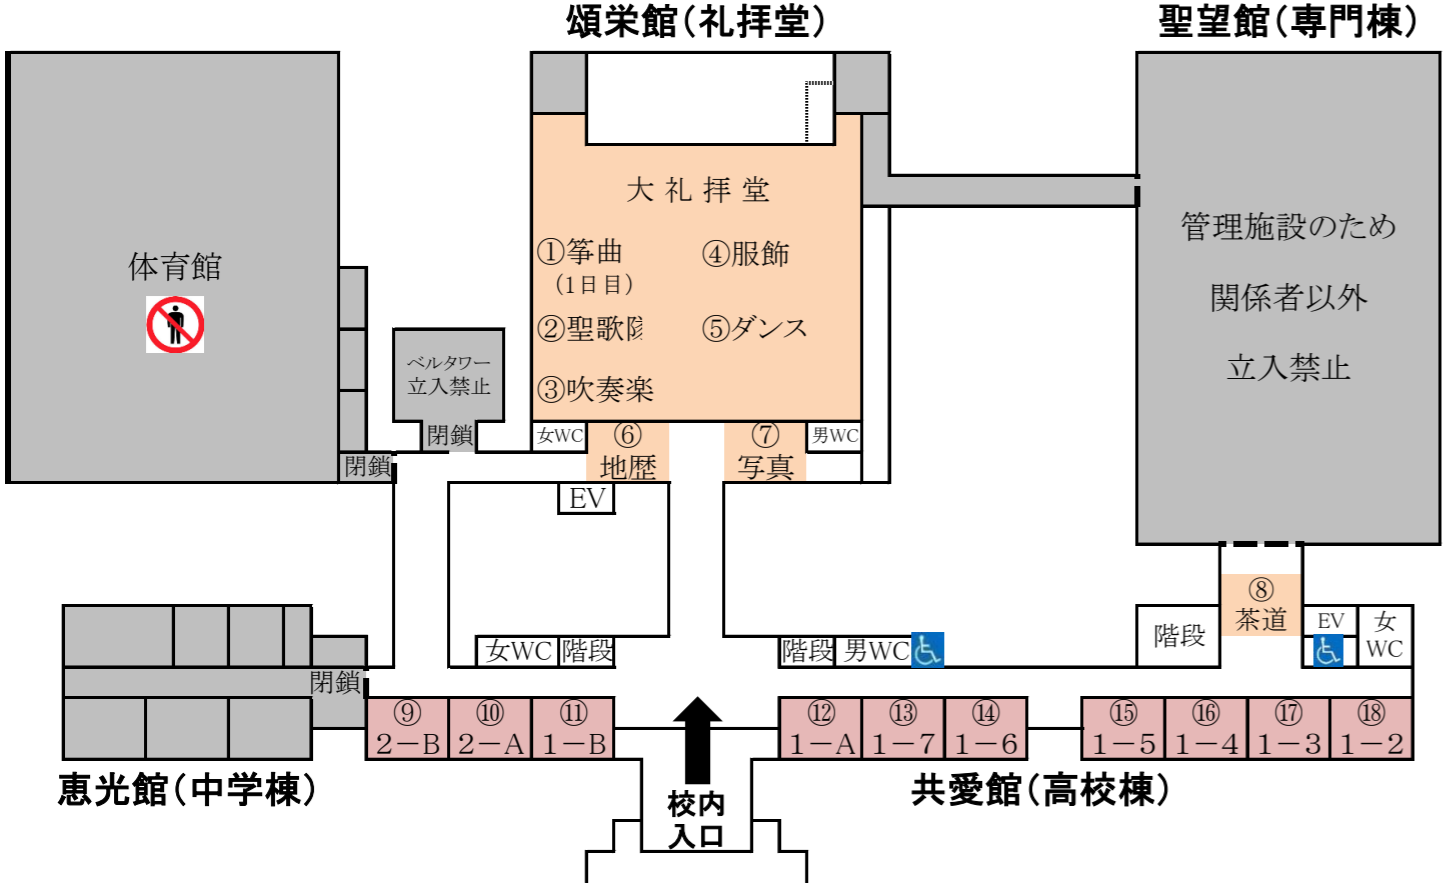 頌栄館（礼拝堂）
聖望館（専門棟）
体育館
大礼拝堂
①箏曲
（1日目）
②聖歌隊
③吹奏楽
④服飾
⑤ダンス
管理施設のため
関係者以外
立入禁止
ベルタワー
立入禁止
閉鎖
閉鎖
女WC
⑥
地歴
⑦
写真
男WC
EV
⑧
茶道
階段
EV
女
WC
女WC
階段
階段
男WC
閉鎖
⑨
2－B
⑩
2－A
⑪
1－B
⑫
1－A
⑬
1－7
⑭
1－6
⑮
1－5
⑯
1－4
⑰
1－3
⑱
1－2
恵光館（中学棟）
校内
入口
共愛館（高校棟）